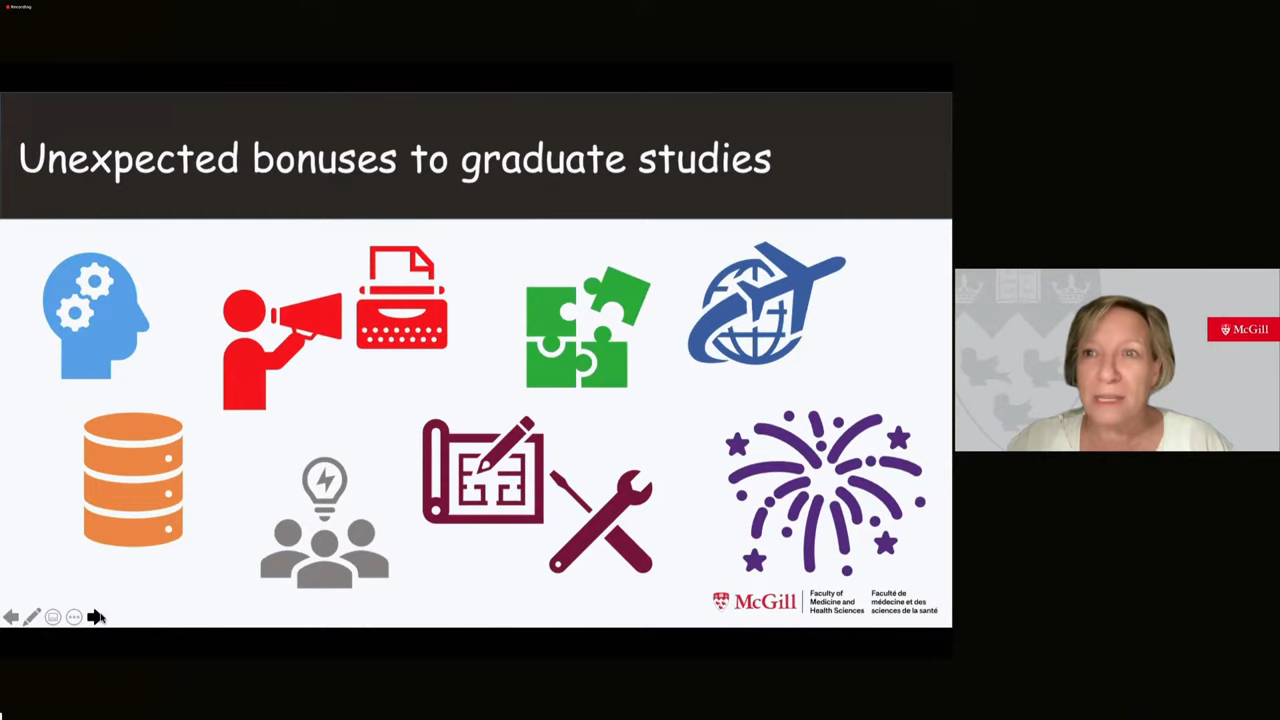 Recording
Unexpected bonuses to graduate studies
McGill
McGill
Faculty of
Medicine and
Health Sciences
Faculté de
médecine et des
sciences de la santé